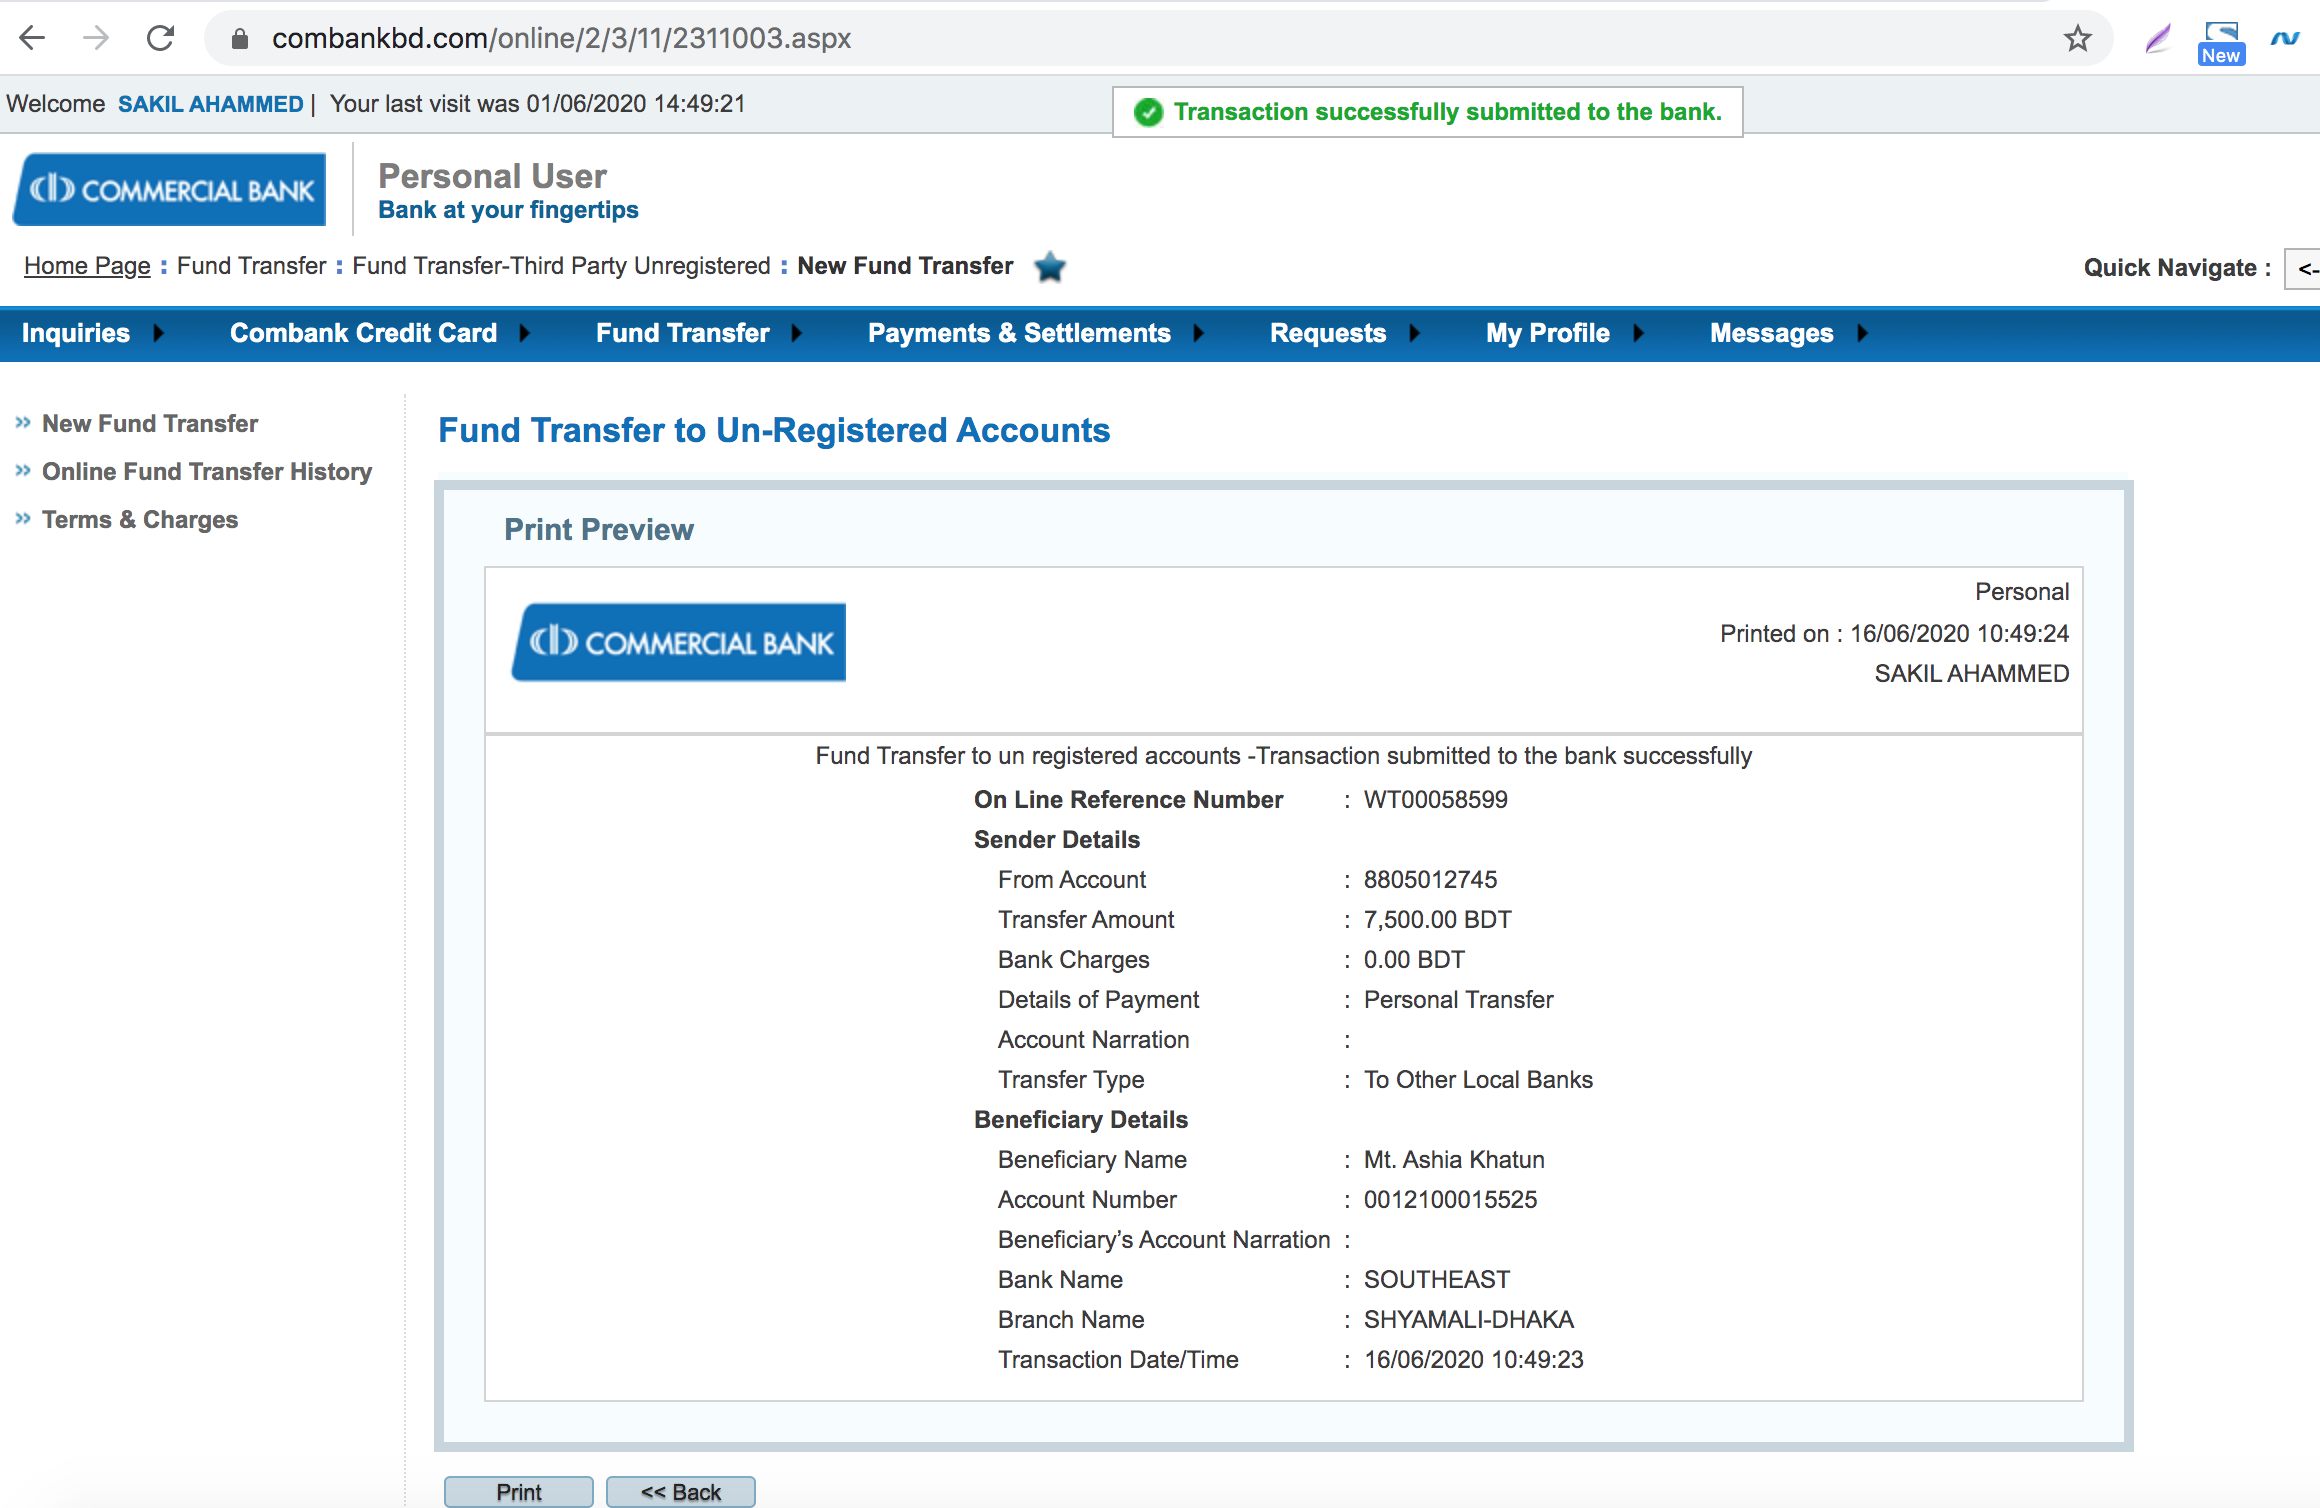 combankbd.com/online/2/3/11/2311003.aspx
New
Welcome SAKIL AHAMMED | Your last visit was 01/06/2020 14:49:21
Transaction successfully submitted to the bank.
COMMERCIAL BANK
Personal User
Bank at your fingertips
Home Page : Fund Transfer : Fund Transfer-Third Party Unregistered : New Fund Transfer
Quick Navigate : <-
Inquiries Combank Credit Card Fund Transfer Payments & Settlements Requests My Profile Messages
» New Fund Transfer
» Online Fund Transfer History
» Terms & Charges
Fund Transfer to Un-Registered Accounts
Print Preview
COMMERCIAL BANK
Personal
Printed on : 16/06/2020 10:49:24
SAKIL AHAMMED
Fund Transfer to un registered accounts -Transaction submitted to the bank successfully
On Line Reference Number : WT00058599
Sender Details
From Account : 8805012745
Transfer Amount : 7,500.00 BDT
Bank Charges : 0.00 BDT
Details of Payment : Personal Transfer
Account Narration :
Transfer Type : To Other Local Banks
Beneficiary Details
Beneficiary Name : Mt. Ashia Khatun
Account Number : 0012100015525
Beneficiary's Account Narration :
Bank Name : SOUTHEAST
Branch Name : SHYAMALI-DHAKA
Transaction Date/Time : 16/06/2020 10:49:23
Print << Back